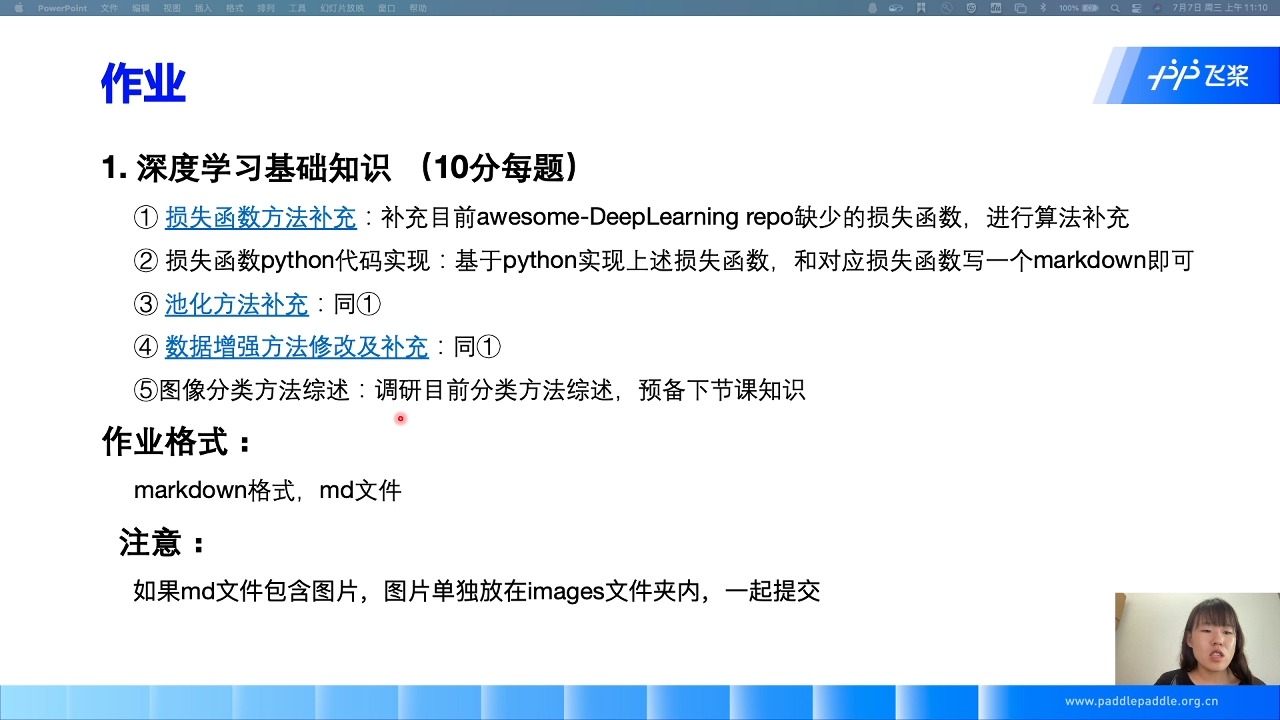 PowerPoint 文件 编辑 视图 插入 格式 排列 工具 幻灯片放映 窗口 帮助 100% 7月7日 周三 上午11:10
作业
飞桨
1. 深度学习基础知识 （10分每题）
① 损失函数方法补充：补充目前awesome-DeepLearning repo缺少的损失函数，进行算法补充
② 损失函数python代码实现：基于python实现上述损失函数，和对应损失函数写一个markdown即可
③ 池化方法补充：同①
④ 数据增强方法修改及补充：同①
⑤图像分类方法综述：调研目前分类方法综述，预备下节课知识
作业格式：
markdown格式，md文件
注意：
如果md文件包含图片，图片单独放在images文件夹内，一起提交
www.paddlepaddle.org.cn